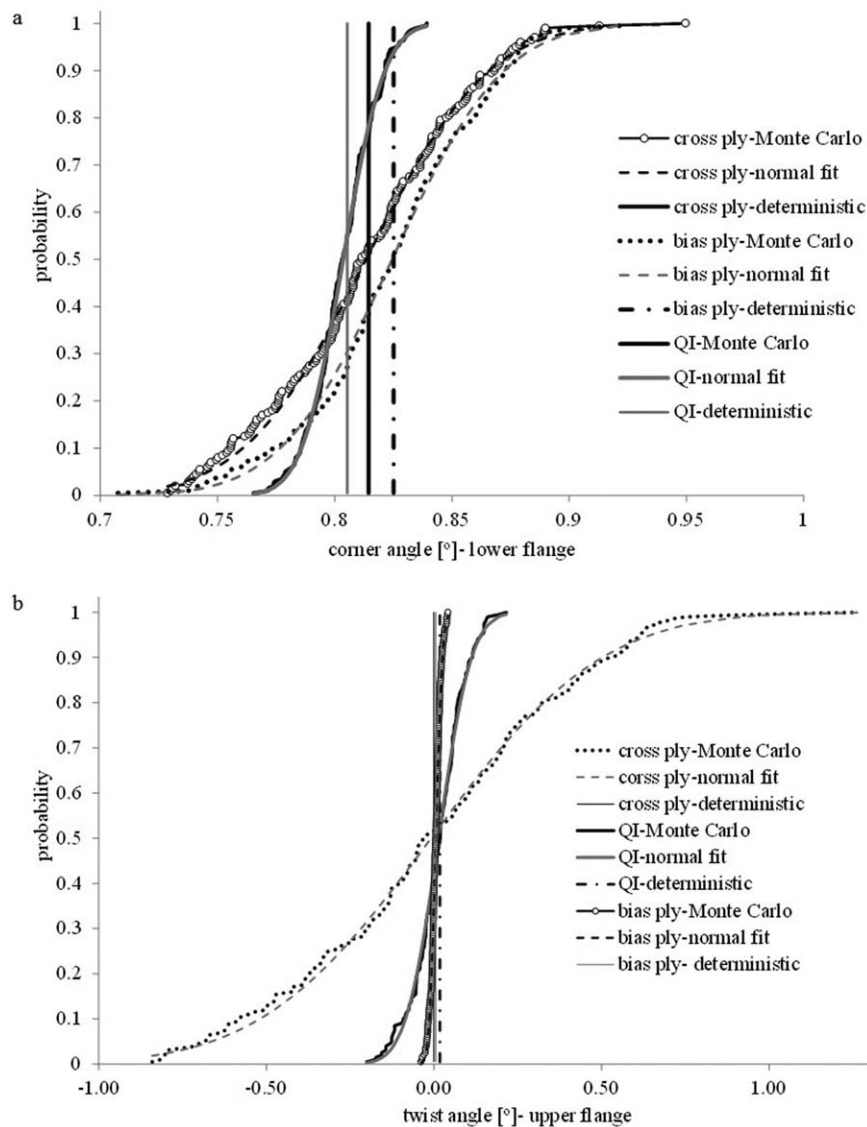 a
1
0.9
0.8
0.7
0.6
0.5
0.4
0.3
0.2
0.1
0
probability
0.7
0.75
0.8
0.85
0.9
0.95
1
corner angle [°]- lower flange
cross ply-Monte Carlo
cross ply-normal fit
cross ply-deterministic
bias ply-Monte Carlo
bias ply-normal fit
bias ply-deterministic
QI-Monte Carlo
QI-normal fit
QI-deterministic
b
1
0.9
0.8
0.7
0.6
0.5
0.4
0.3
0.2
0.1
0
probability
-1.00
-0.50
0.00
0.50
1.00
twist angle [°]- upper flange
cross ply-Monte Carlo
corss ply-normal fit
cross ply-deterministic
QI-Monte Carlo
QI-normal fit
QI-deterministic
bias ply-Monte Carlo
bias ply-normal fit
bias ply- deterministic